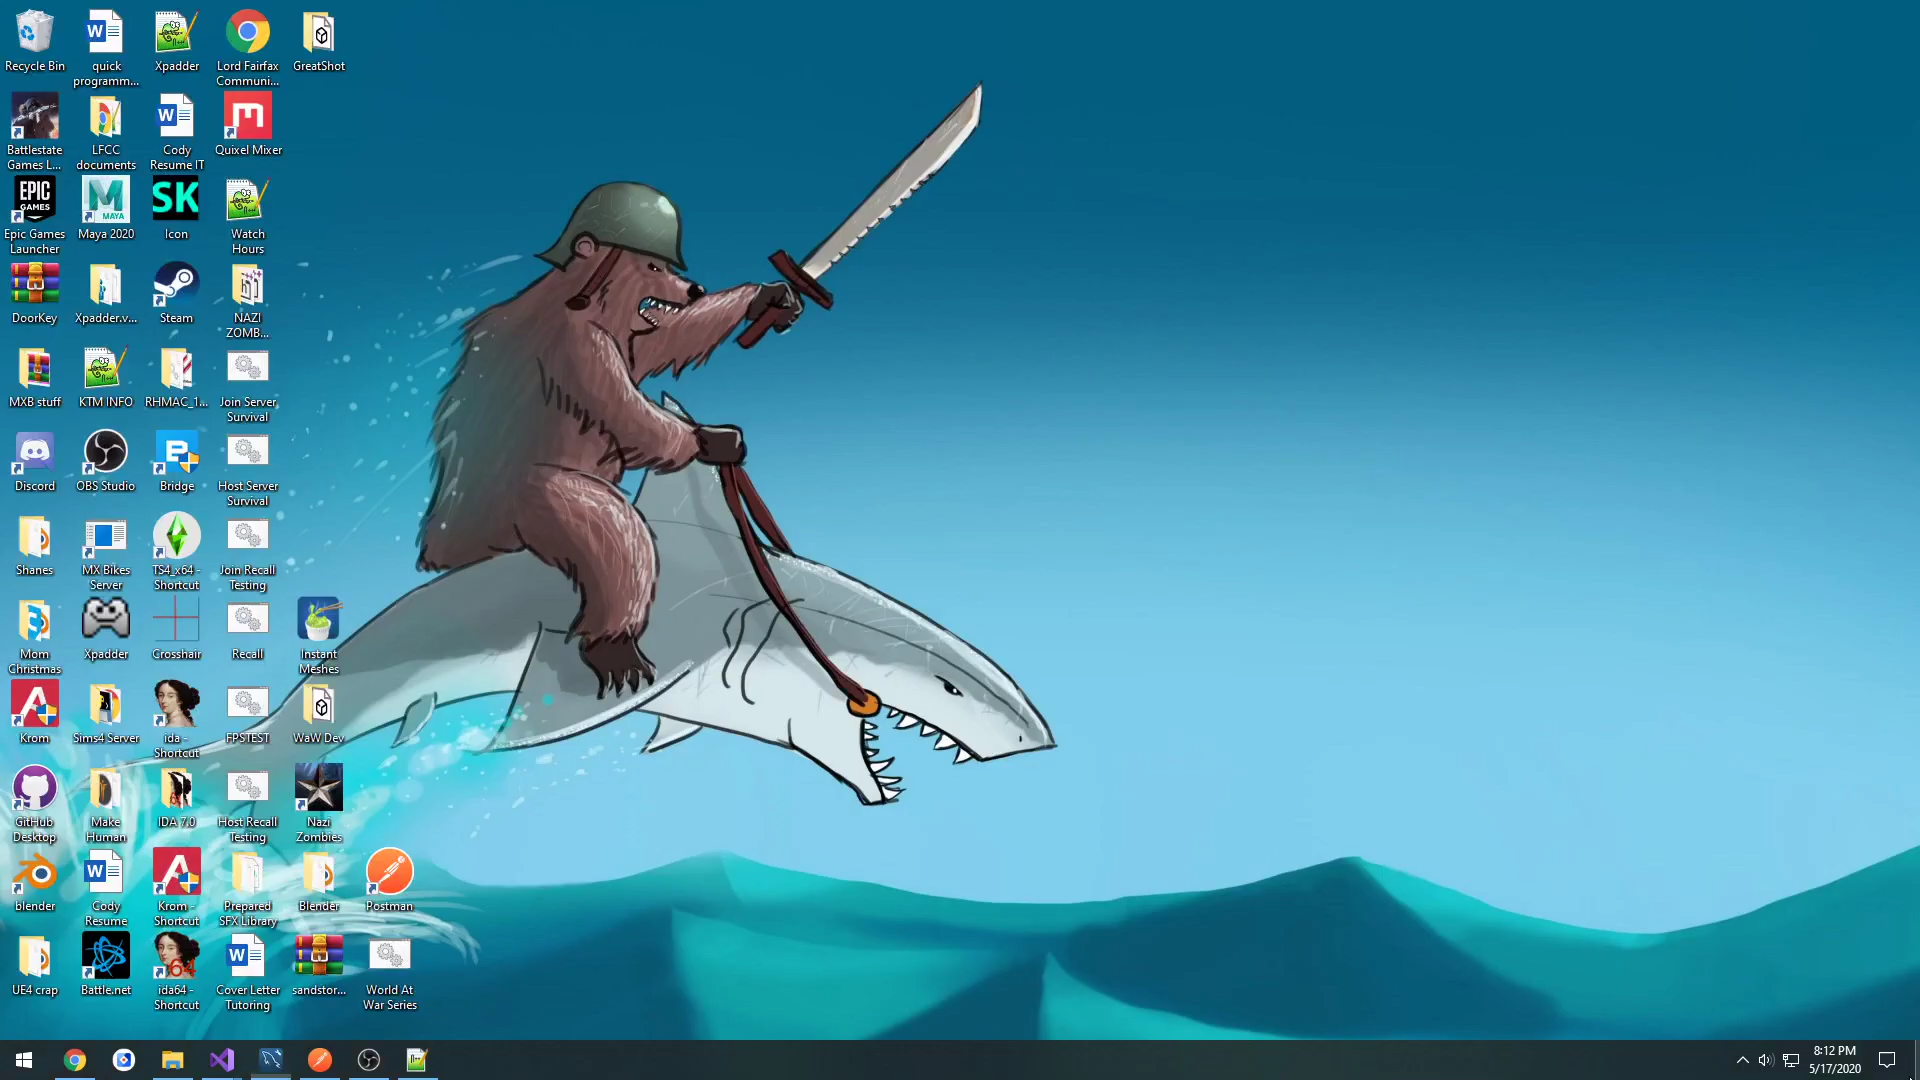 Recycle Bin
quick
programm...
Xpadder
Lord Fairfax
Communi...
GreatShot
Battlestate
Games L...
LFCC
documents
Cody
Resume IT
Quixel Mixer
EPIC
GAMES
Epic Games
Launcher
MAYA
Maya 2020
SK
Icon
Watch
Hours
DoorKey
Xpadder.v...
Steam
NAZI
ZOMB...
MXB stuff
KTM INFO
RHMAC_1...
Join Server
Survival
Discord
OBS Studio
Bridge
Host Server
Survival
Shanes
MX Bikes
Server
TS4_x64 -
Shortcut
Join Recall
Testing
Mom
Christmas
Xpadder
Crosshair
Recall
Instant
Meshes
Krom
Sims4 Server
ida -
Shortcut
FPSTEST
WaW Dev
GitHub
Desktop
Make
Human
IDA 7.0
Host Recall
Testing
Nazi
Zombies
blender
Cody
Resume
Krom -
Shortcut
Prepared
SFX Library
Blender
Postman
UE4 crap
Battle.net
64
ida64 -
Shortcut
Cover Letter
Tutoring
sandstor...
World At
War Series
8:12 PM
5/17/2020